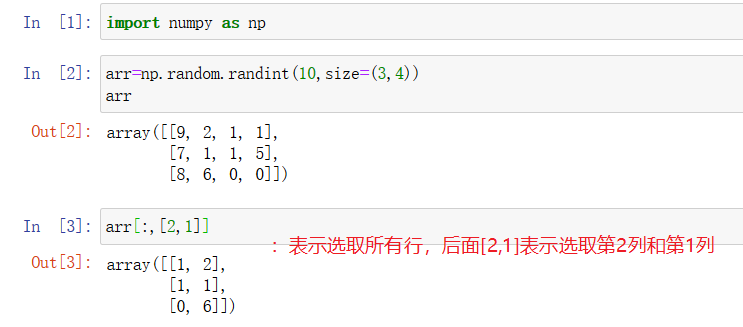 In [1]: import numpy as np
In [2]: arr=np.random.randint(10,size=(3,4))
arr
Out[2]: array([[9, 2, 1, 1],
[7, 1, 1, 5],
[8, 6, 0, 0]])
In [3]: arr[:,[2,1]]
：表示选取所有行，后面[2,1]表示选取第2列和第1列
Out[3]: array([[1, 2],
[1, 1],
[0, 6]])